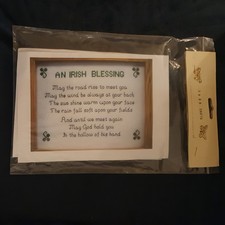 AN IRISH BLESSING
May the road rise to meet you
May the wind be always at your back
The sun shine warm upon your face
The rain fall soft upon your fields
And until we meet again
May God hold you
In the hollow of his hand